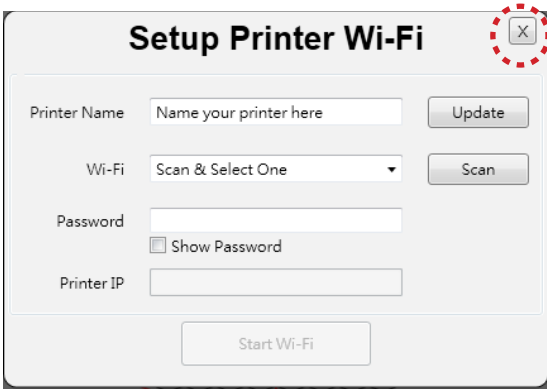 Setup Printer Wi-Fi X
Printer Name Name your printer here Update
Wi-Fi Scan & Select One Scan
Password
Show Password
Printer IP
Start Wi-Fi